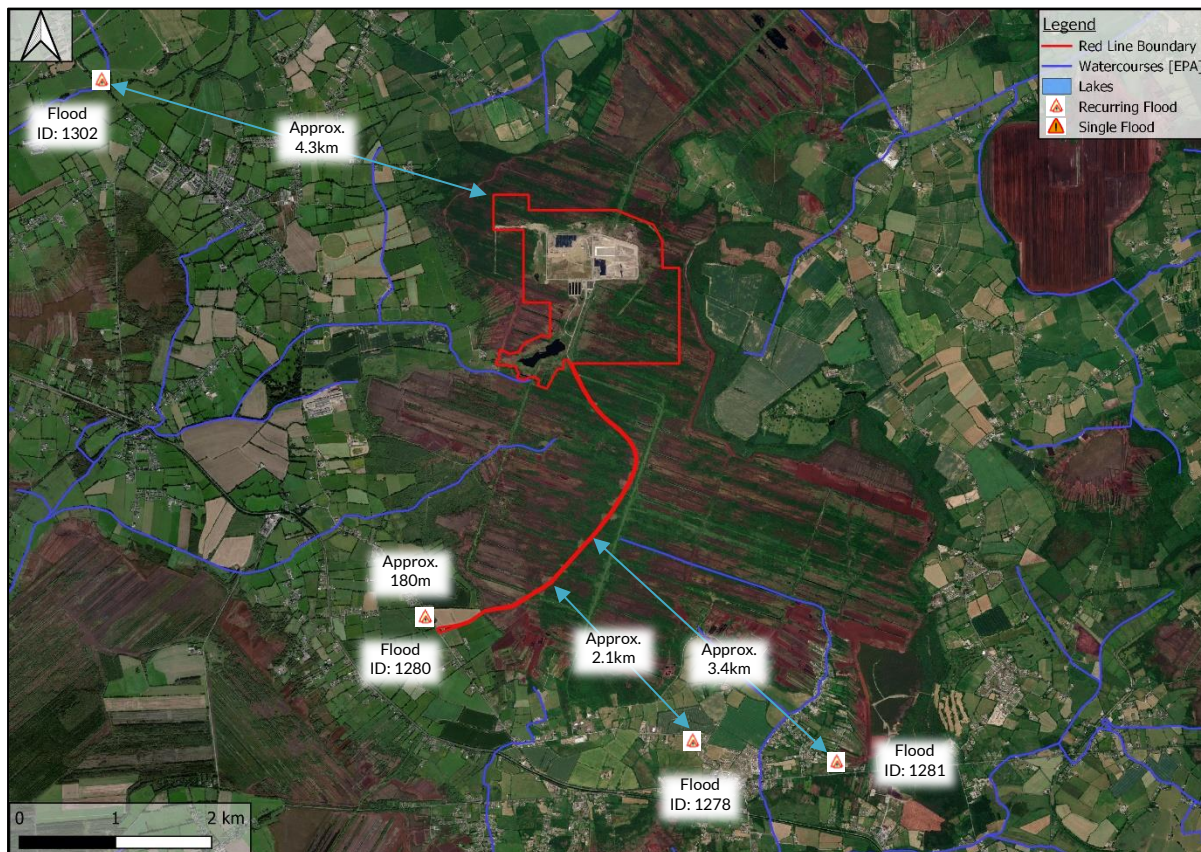 Legend
Red Line Boundary
Watercourses [EPA]
Lakes
Recurring Flood
Single Flood
Flood
ID: 1302
Approx.
4.3km
Approx.
180m
Flood
ID: 1280
Approx.
2.1km
Approx.
3.4km
Flood
ID: 1278
Flood
ID: 1281
0 1 2 km